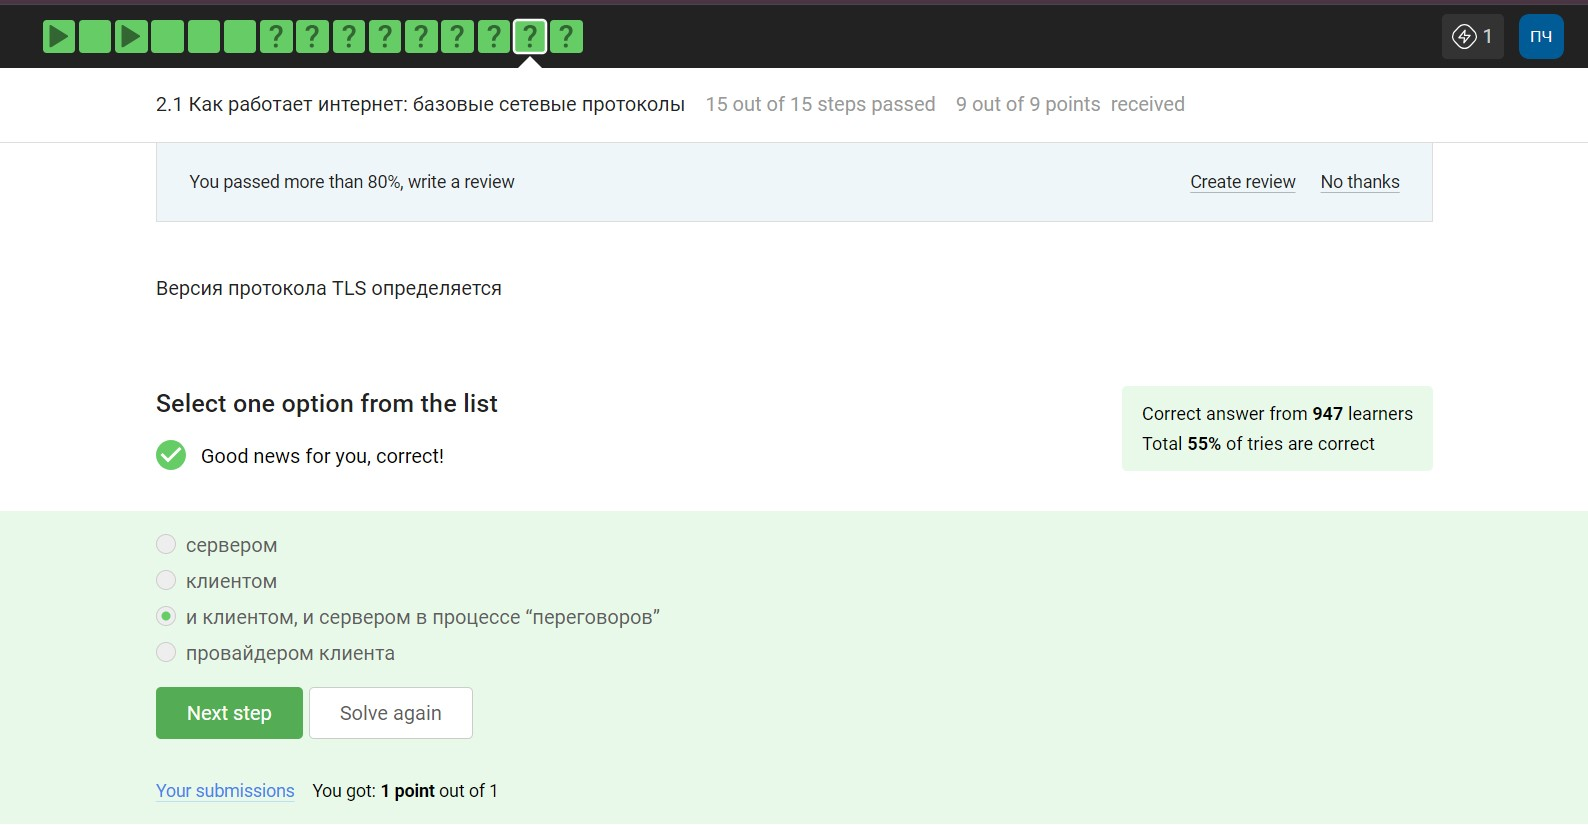 ? ? ? ? ? ? ? ? ?
1
ПЧ
2.1 Как работает интернет: базовые сетевые протоколы 15 out of 15 steps passed 9 out of 9 points received
You passed more than 80%, write a review Create review No thanks
Версия протокола TLS определяется
Select one option from the list
Good news for you, correct!
Correct answer from 947 learners
Total 55% of tries are correct
сервером
клиентом
и клиентом, и сервером в процессе “переговоров”
провайдером клиента
Next step Solve again
Your submissions You got: 1 point out of 1